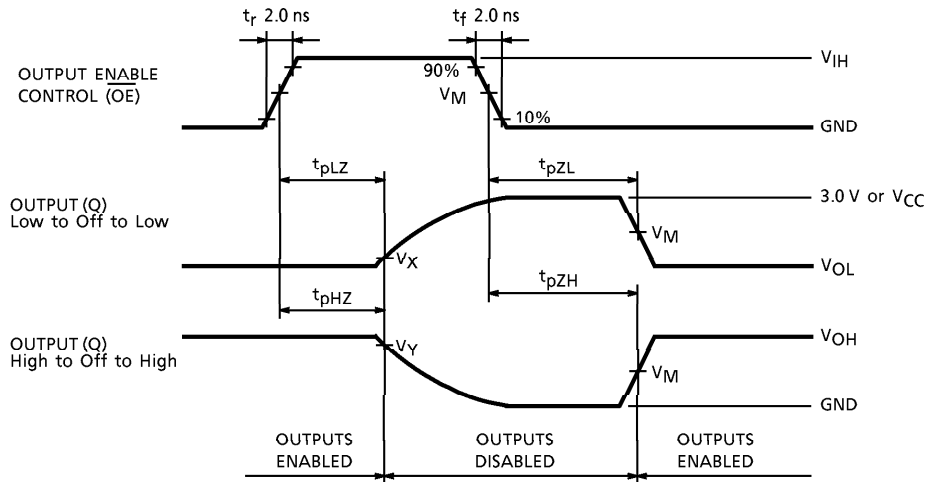 tr 2.0 ns
tf 2.0 ns
OUTPUT ENABLE
CONTROL (OE)
90%
VM
10%
VIH
GND
tpLZ
tpZL
OUTPUT (Q)
Low to Off to Low
3.0 V or VCC
VX
VM
VOL
tpHZ
tpZH
OUTPUT (Q)
High to Off to High
VY
VOH
VM
GND
OUTPUTS
ENABLED
OUTPUTS
DISABLED
OUTPUTS
ENABLED